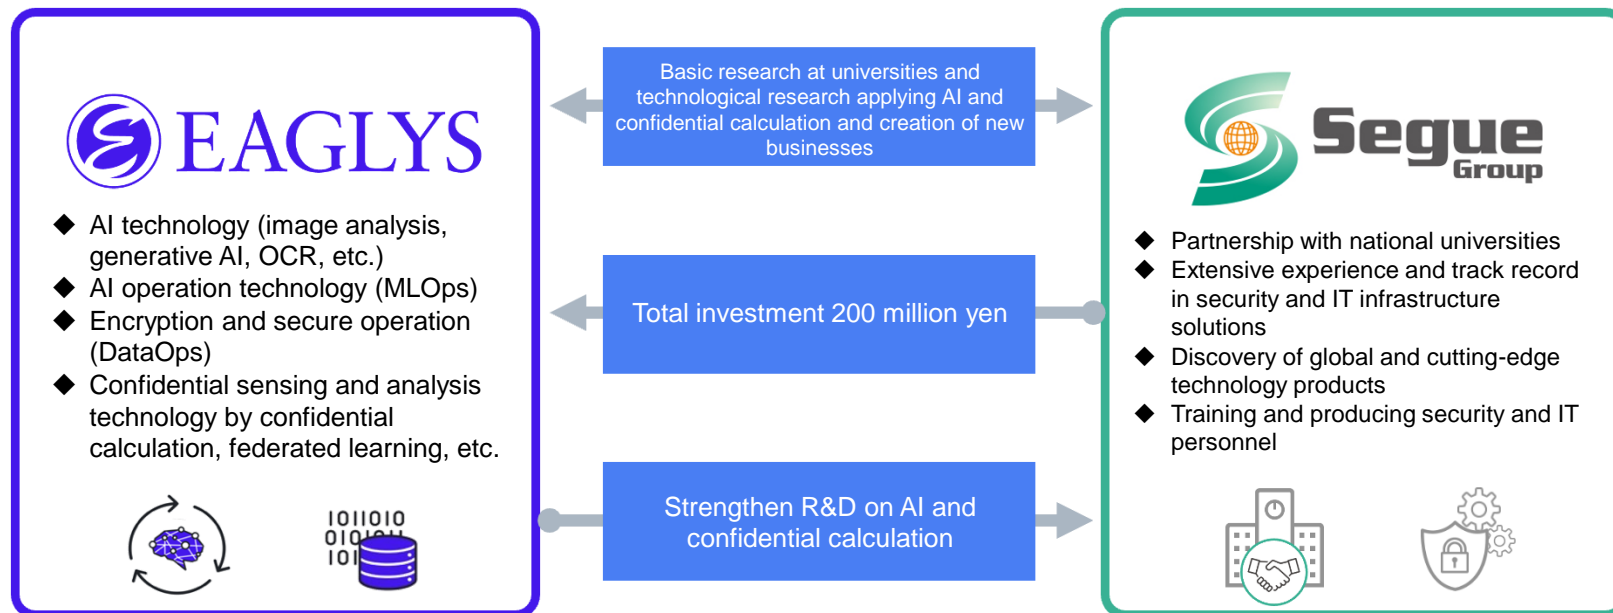 EAGLYS
◆ AI technology (image analysis,
generative AI, OCR, etc.)
◆ AI operation technology (MLOps)
◆ Encryption and secure operation
(DataOps)
◆ Confidential sensing and analysis
technology by confidential
calculation, federated learning, etc.
1011010
Basic research at universities and
technological research applying AI and
confidential calculation and creation of new
businesses
Total investment 200 million yen
Strengthen R&D on AI and
confidential calculation
Segue
Group
◆ Partnership with national universities
◆ Extensive experience and track record
in security and IT infrastructure
solutions
◆ Discovery of global and cutting-edge
technology products
◆ Training and producing security and IT
personnel